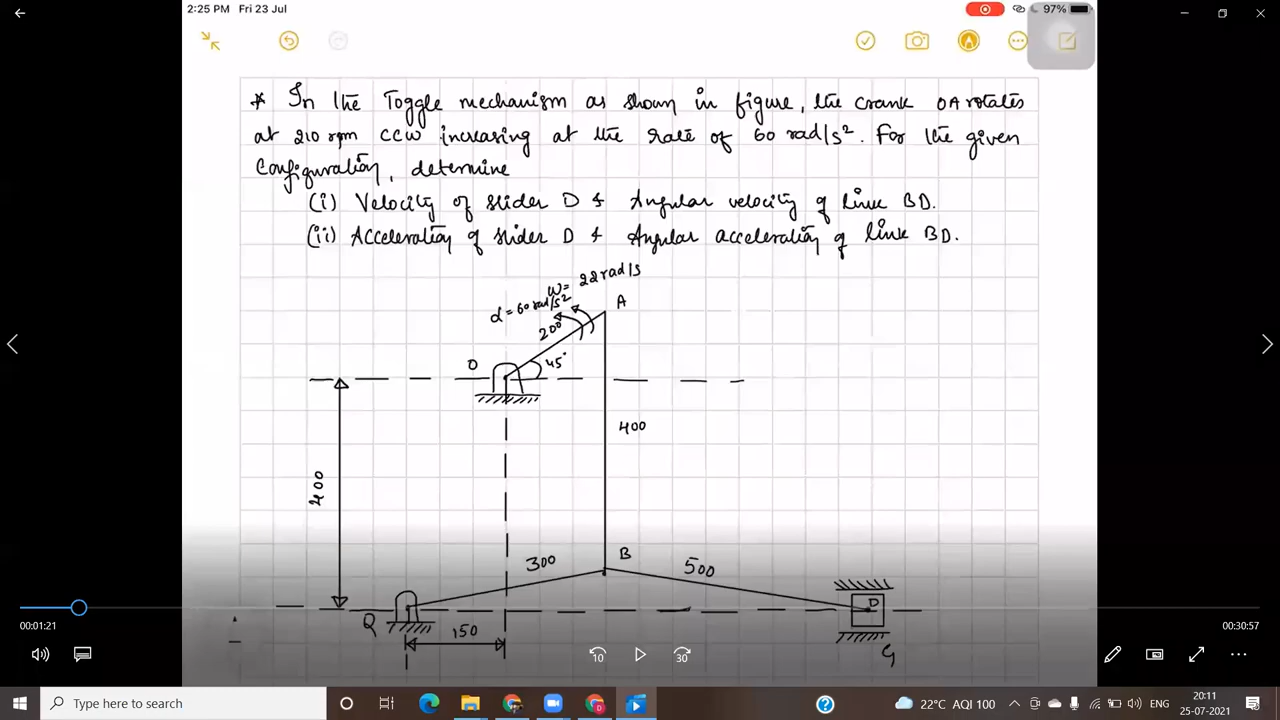 2:25 PM Fri 23 Jul
97%
* In the Toggle mechanism as shown in figure, the crank OA rotates
at 210 rpm CCW increasing at the rate of 60 rad/s². For the given
Configuration, determine
(i) Velocity of slider D & Angular velocity of link BD.
(ii) Acceleration of slider D & Angular acceleration of link BD.
ω= 22 rad/s
α = 60 rad/s²
A
200
O
45°
400
400
B
300
500
D
Q
150
G
00:01:21
00:30:57
10
30
Type here to search
22°C AQI 100
ENG
20:11
25-07-2021